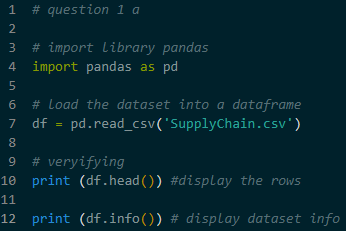 1 # question 1 a
2
3 # import library pandas
4 import pandas as pd
5
6 # load the dataset into a dataframe
7 df = pd.read_csv('SupplyChain.csv')
8
9 # veryifying
10 print (df.head()) #display the rows
11
12 print (df.info()) # display dataset info